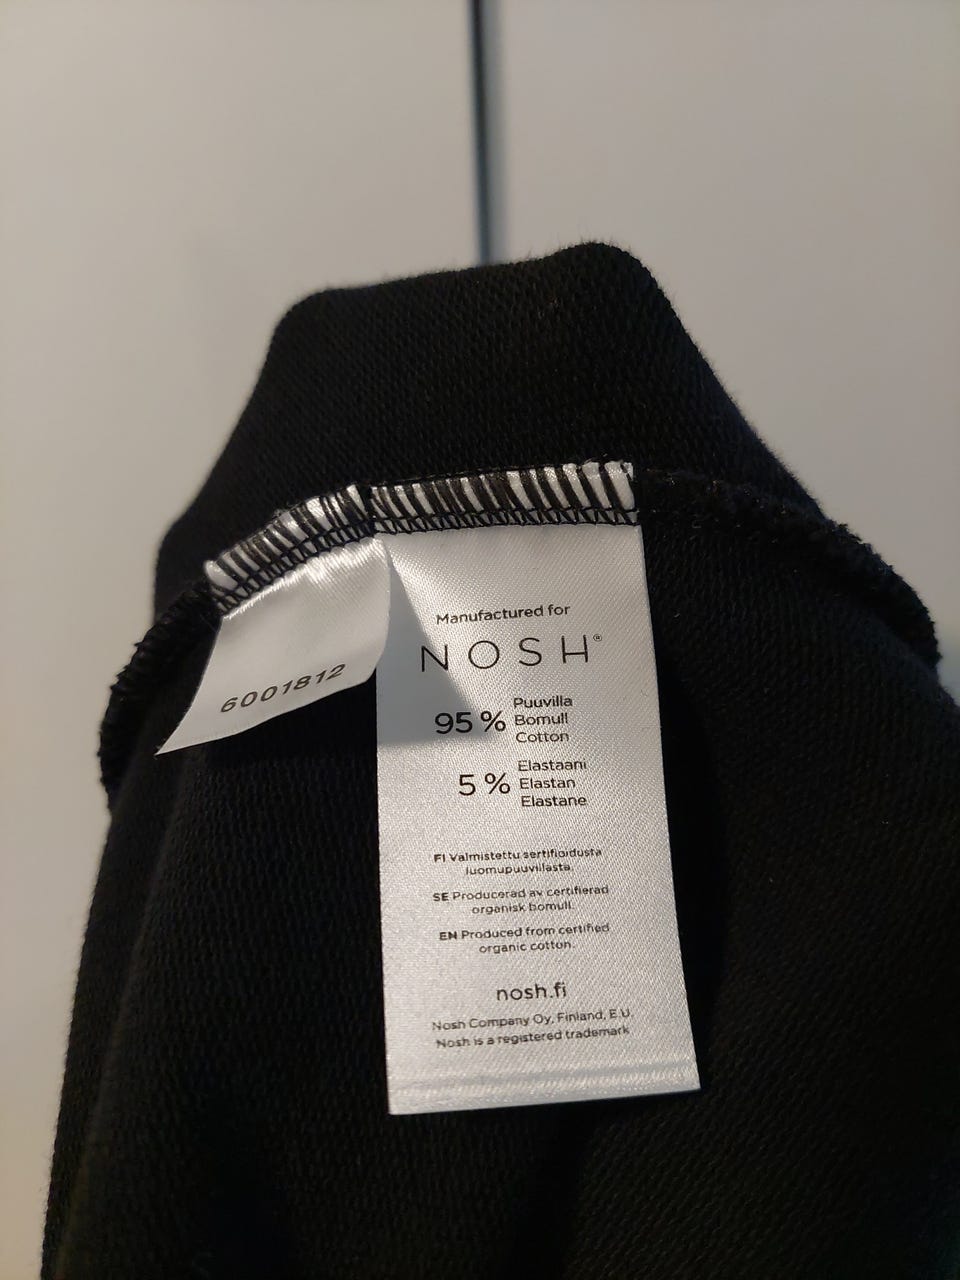 6001812
Manufactured for
NOSH®
95 %
Puuvilla
Bomull
Cotton
5 %
Elastaani
Elastan
Elastane
FI Valmistettu sertifioidusta
luomupuuvillasta.
SE Producerad av certifierad
organisk bomull.
EN Produced from certified
organic cotton.
nosh.fi
Nosh Company Oy, Finland, E.U.
Nosh is a registered trademark